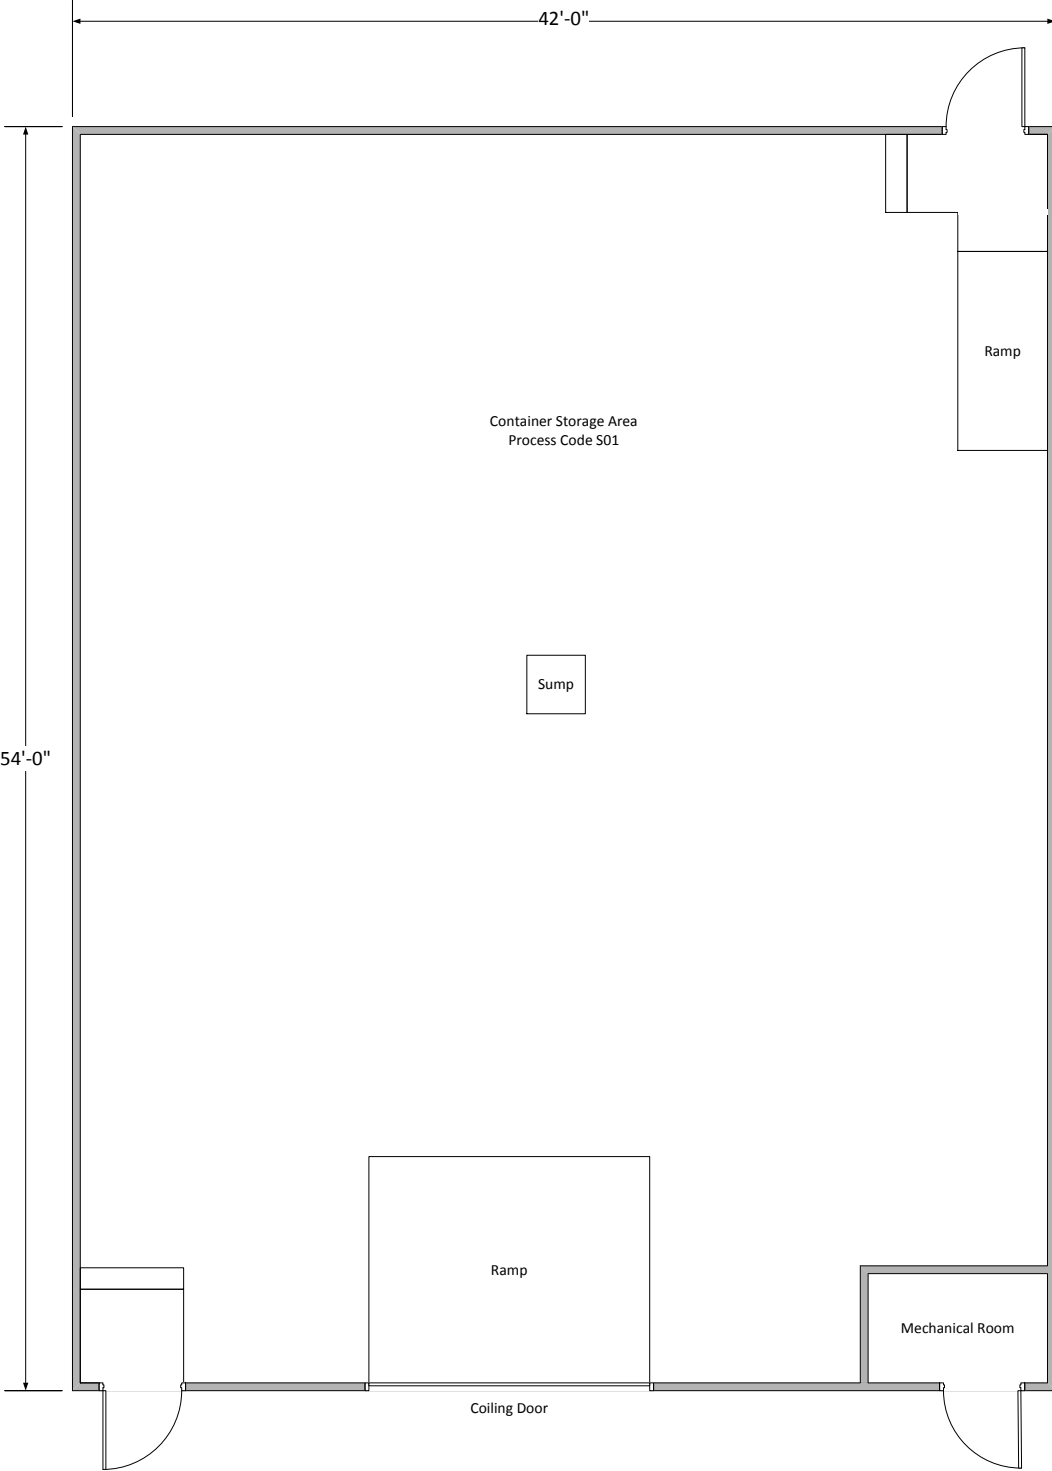 42'-0"
Ramp
Container Storage Area
Process Code S01
Sump
54'-0"
Ramp
Mechanical Room
Coiling Door